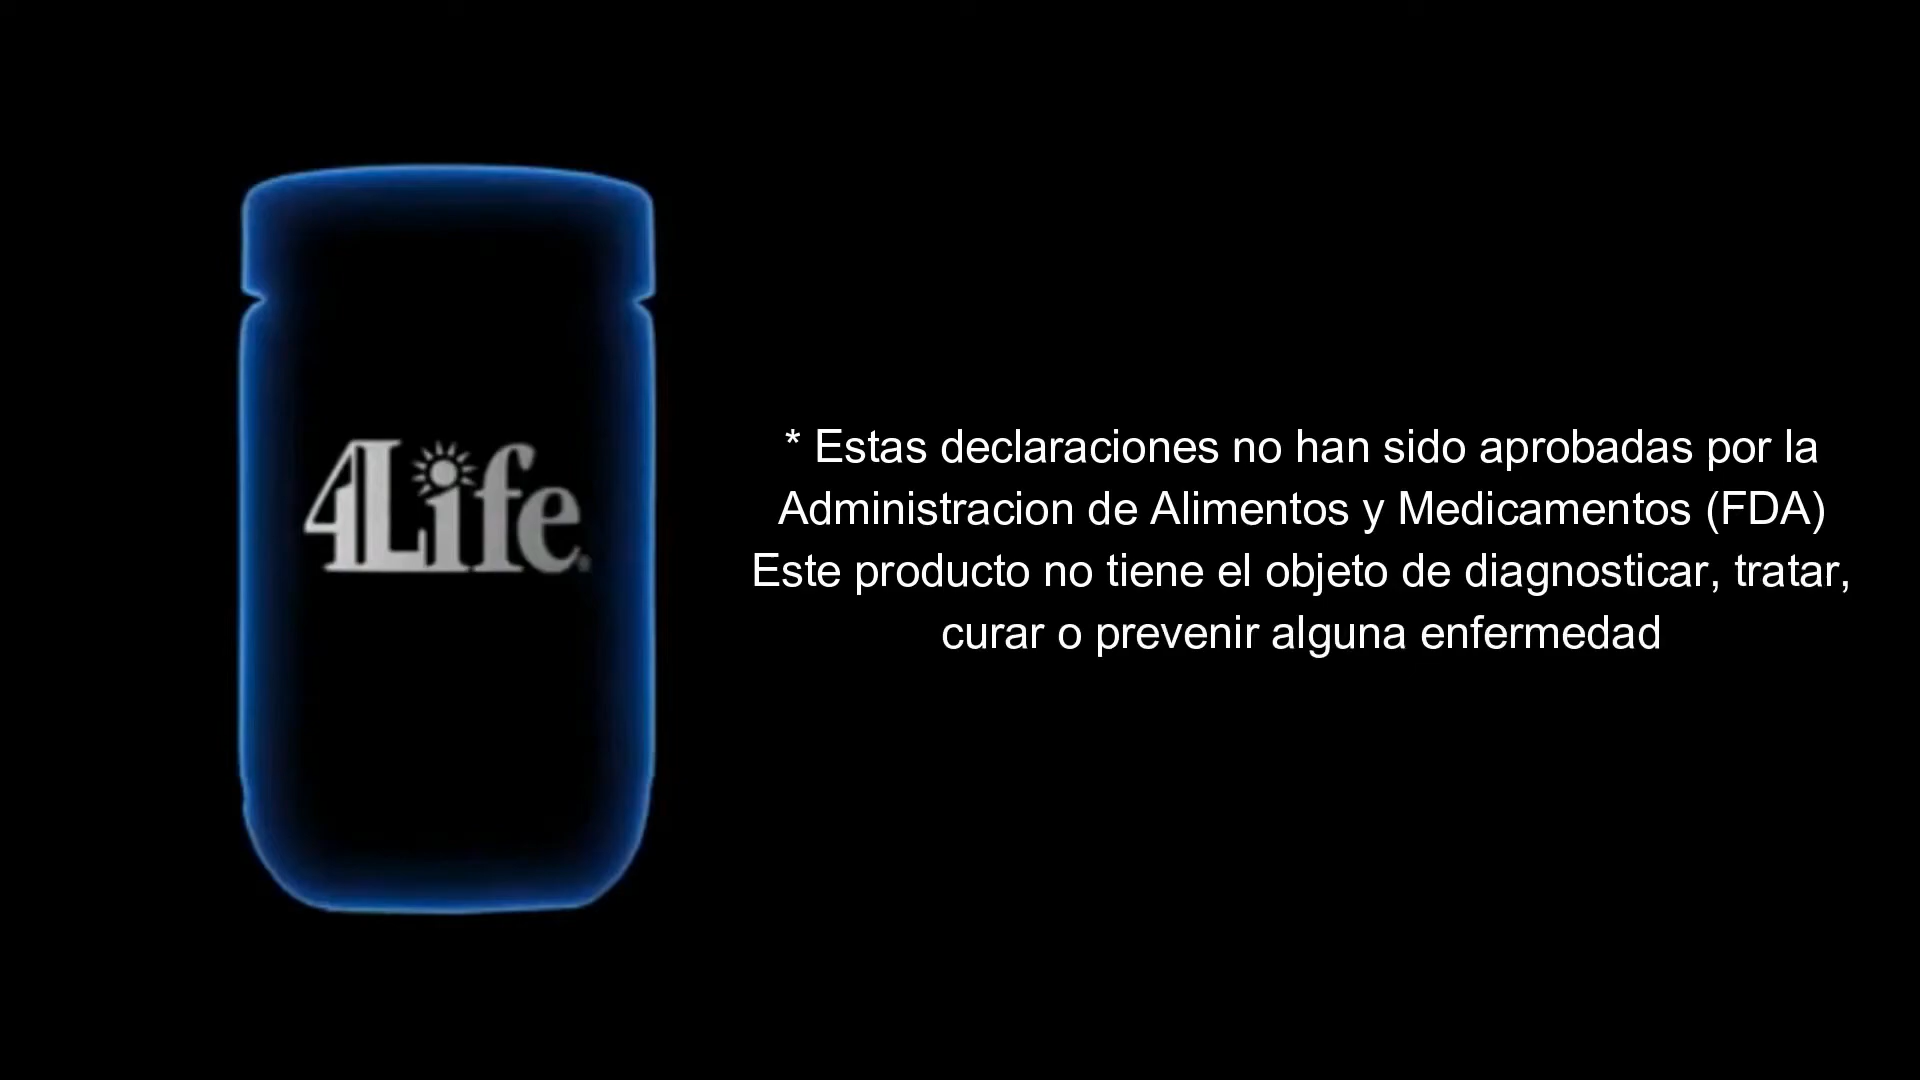 4Life®
* Estas declaraciones no han sido aprobadas por la
Administracion de Alimentos y Medicamentos (FDA)
Este producto no tiene el objeto de diagnosticar, tratar,
curar o prevenir alguna enfermedad